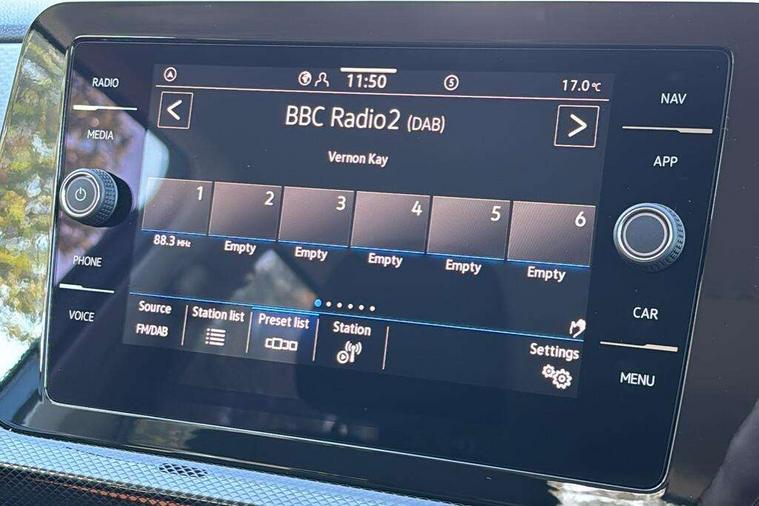 RADIO
MEDIA
PHONE
VOICE
11:50
5
17.0°C
BBC Radio2 (DAB)
Vernon Kay
1
2
3
4
5
6
88.3 MHz
Empty
Empty
Empty
Empty
Empty
Source
FM/DAB
Station list
Preset list
Station
Settings
NAV
APP
CAR
MENU